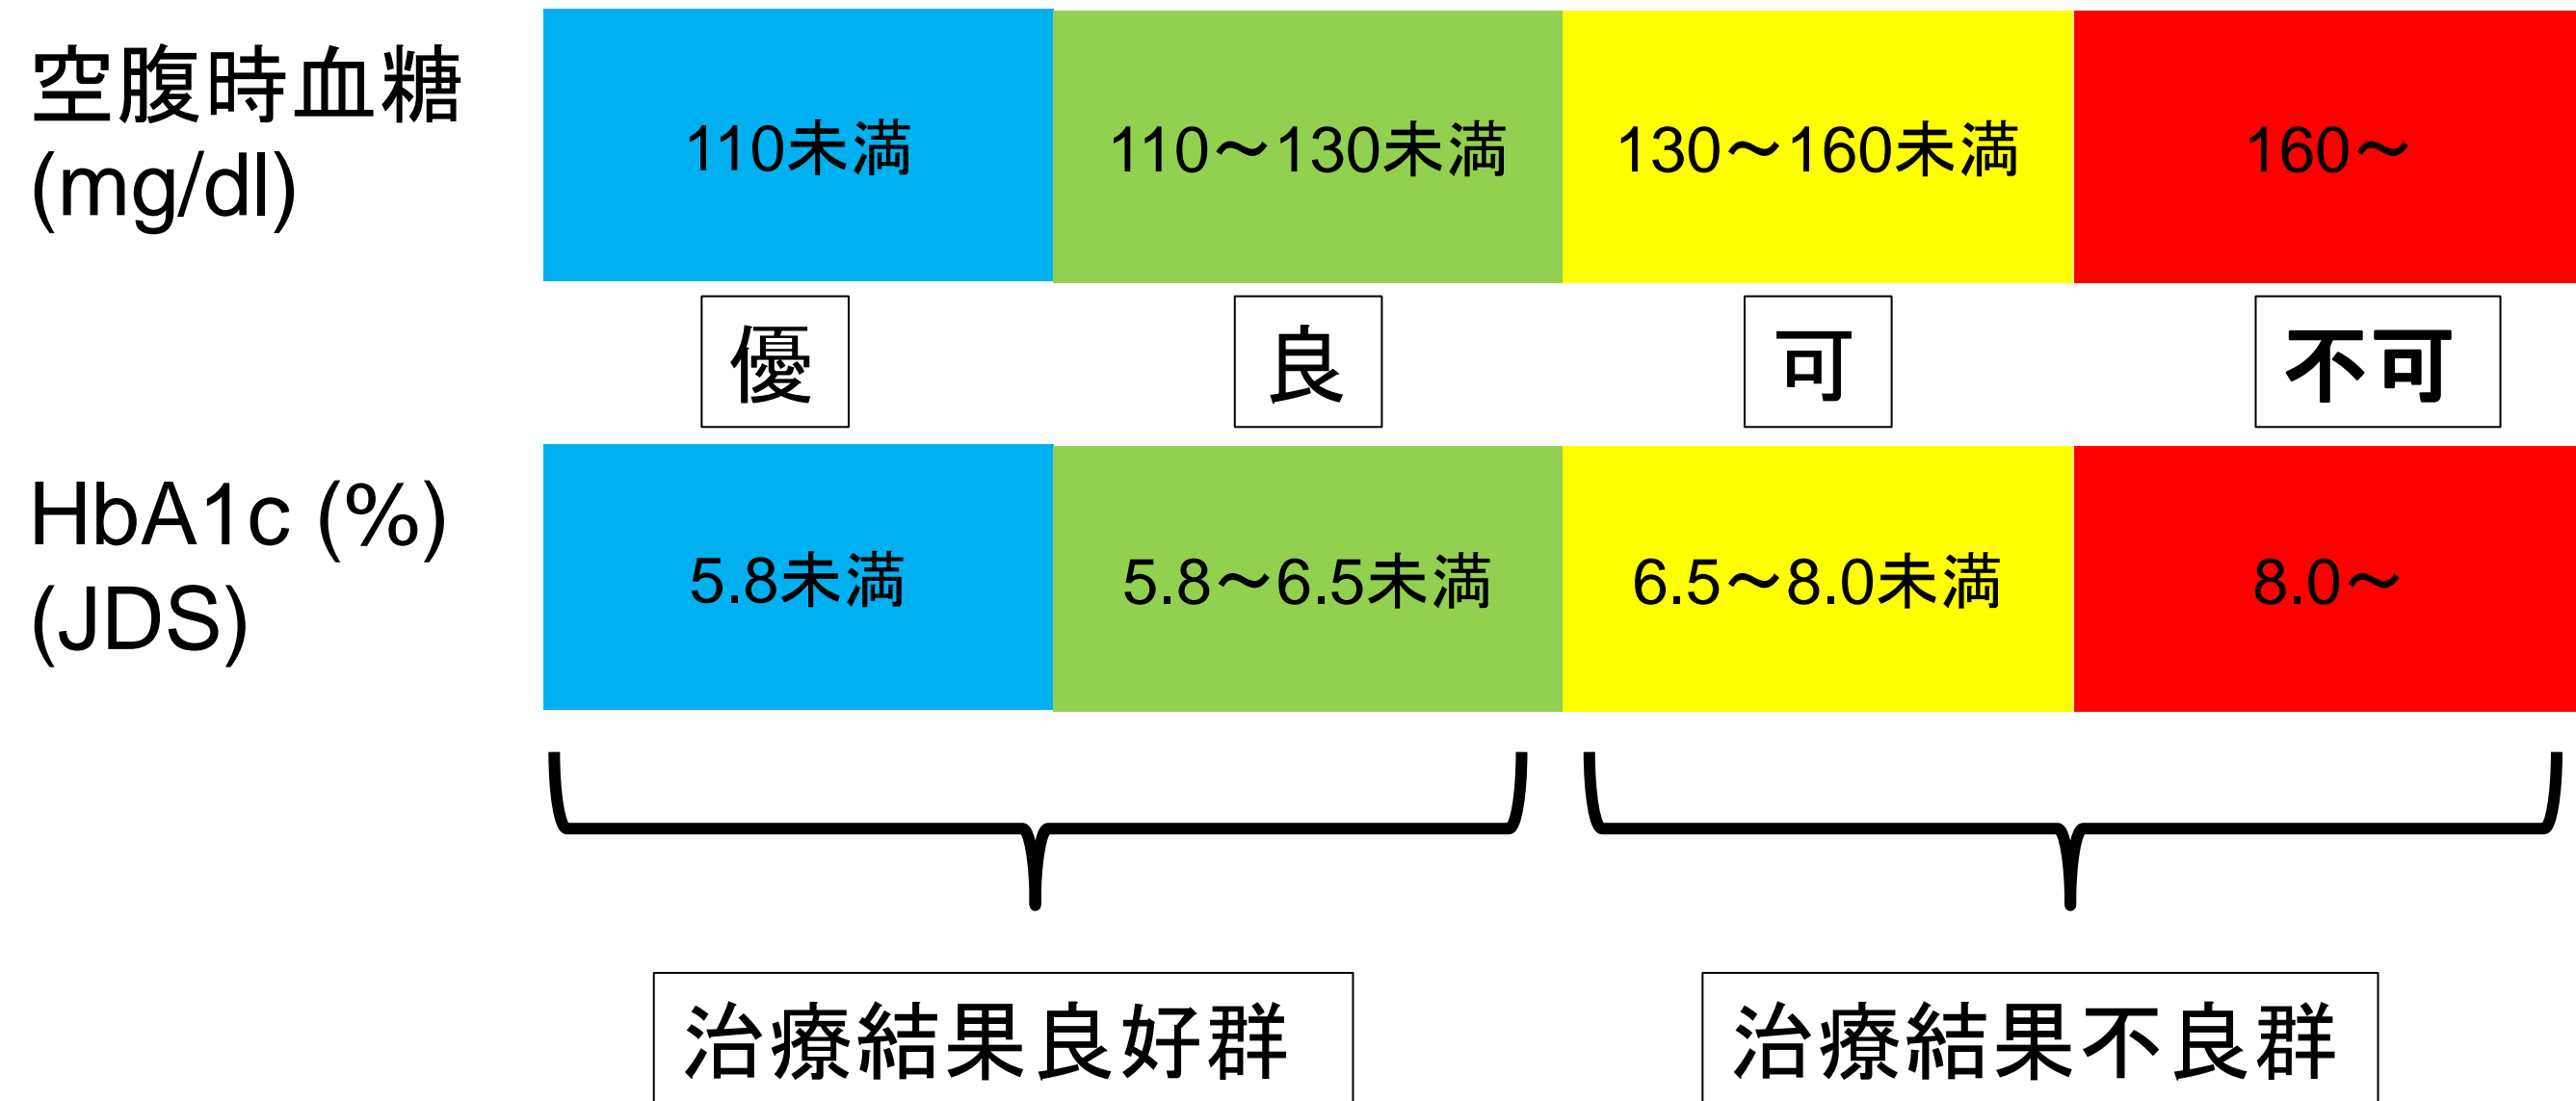 空腹時血糖
(mg/dl)
110未満
110～130未満
130～160未満
160～
優
良
可
不可
HbA1c (%)
(JDS)
5.8未満
5.8～6.5未満
6.5～8.0未満
8.0～
治療結果良好群
治療結果不良群